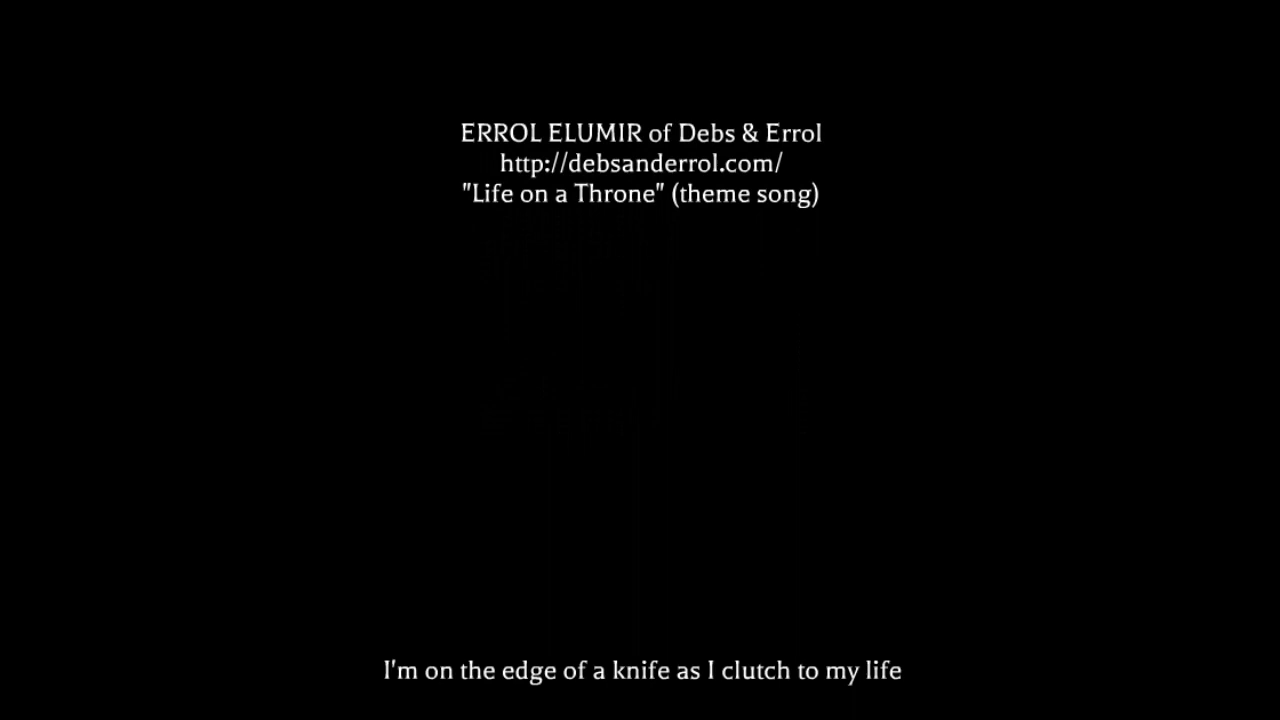 ERROL ELUMIR of Debs & Errol
http://debsanderrol.com/
"Life on a Throne" (theme song)
I'm on the edge of a knife as I clutch to my life